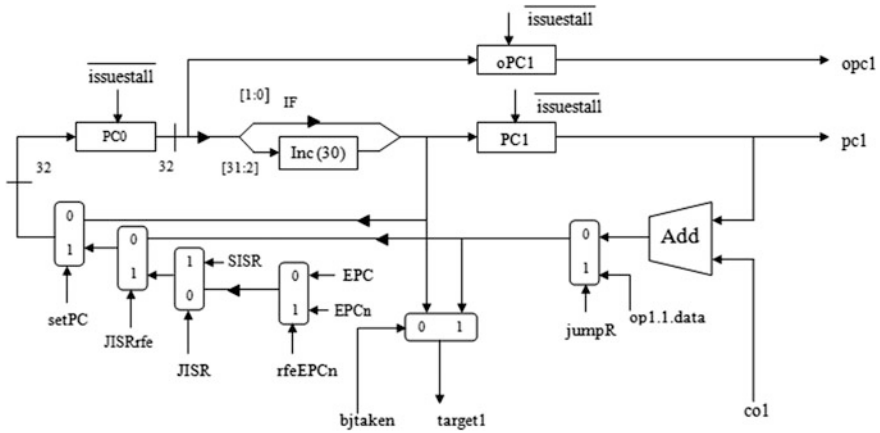 issuestall
oPC1
opc1
issuestall
[1:0]
IF
issuestall
PC0
32
[31:2]
Inc (30)
PC1
pc1
32
0
1
setPC
0
1
JISRrfe
1
0
SISR
JISR
0
1
EPC
EPCn
rfeEPCn
0 1
bjtaken
target1
0
1
jumpR
op1.1.data
Add
co1